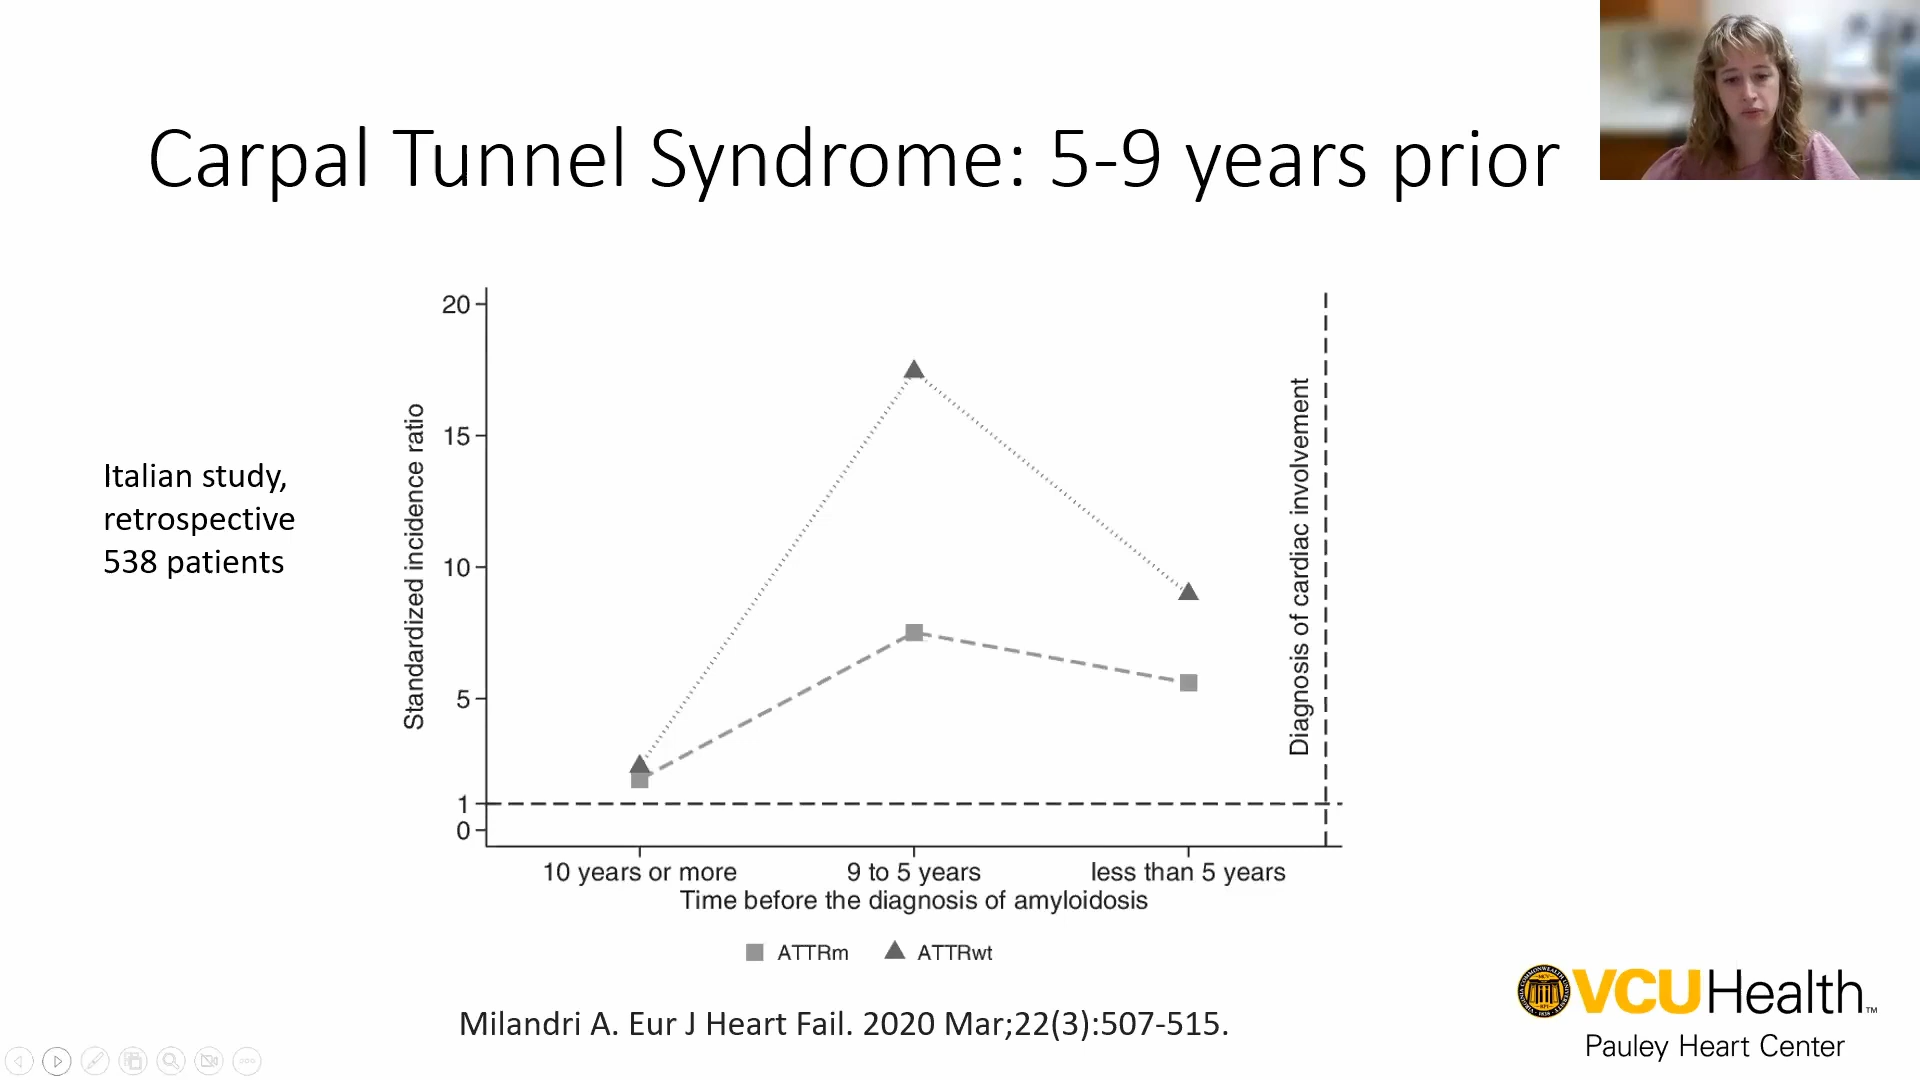 Carpal Tunnel Syndrome: 5-9 years prior
Italian study,
retrospective
538 patients
Standardized incidence ratio
20
15
10
5
1
0
Diagnosis of cardiac involvement
10 years or more
9 to 5 years
less than 5 years
Time before the diagnosis of amyloidosis
ATTRm
ATTRwt
Milandri A. Eur J Heart Fail. 2020 Mar;22(3):507-515.
VCUHealth™
Pauley Heart Center